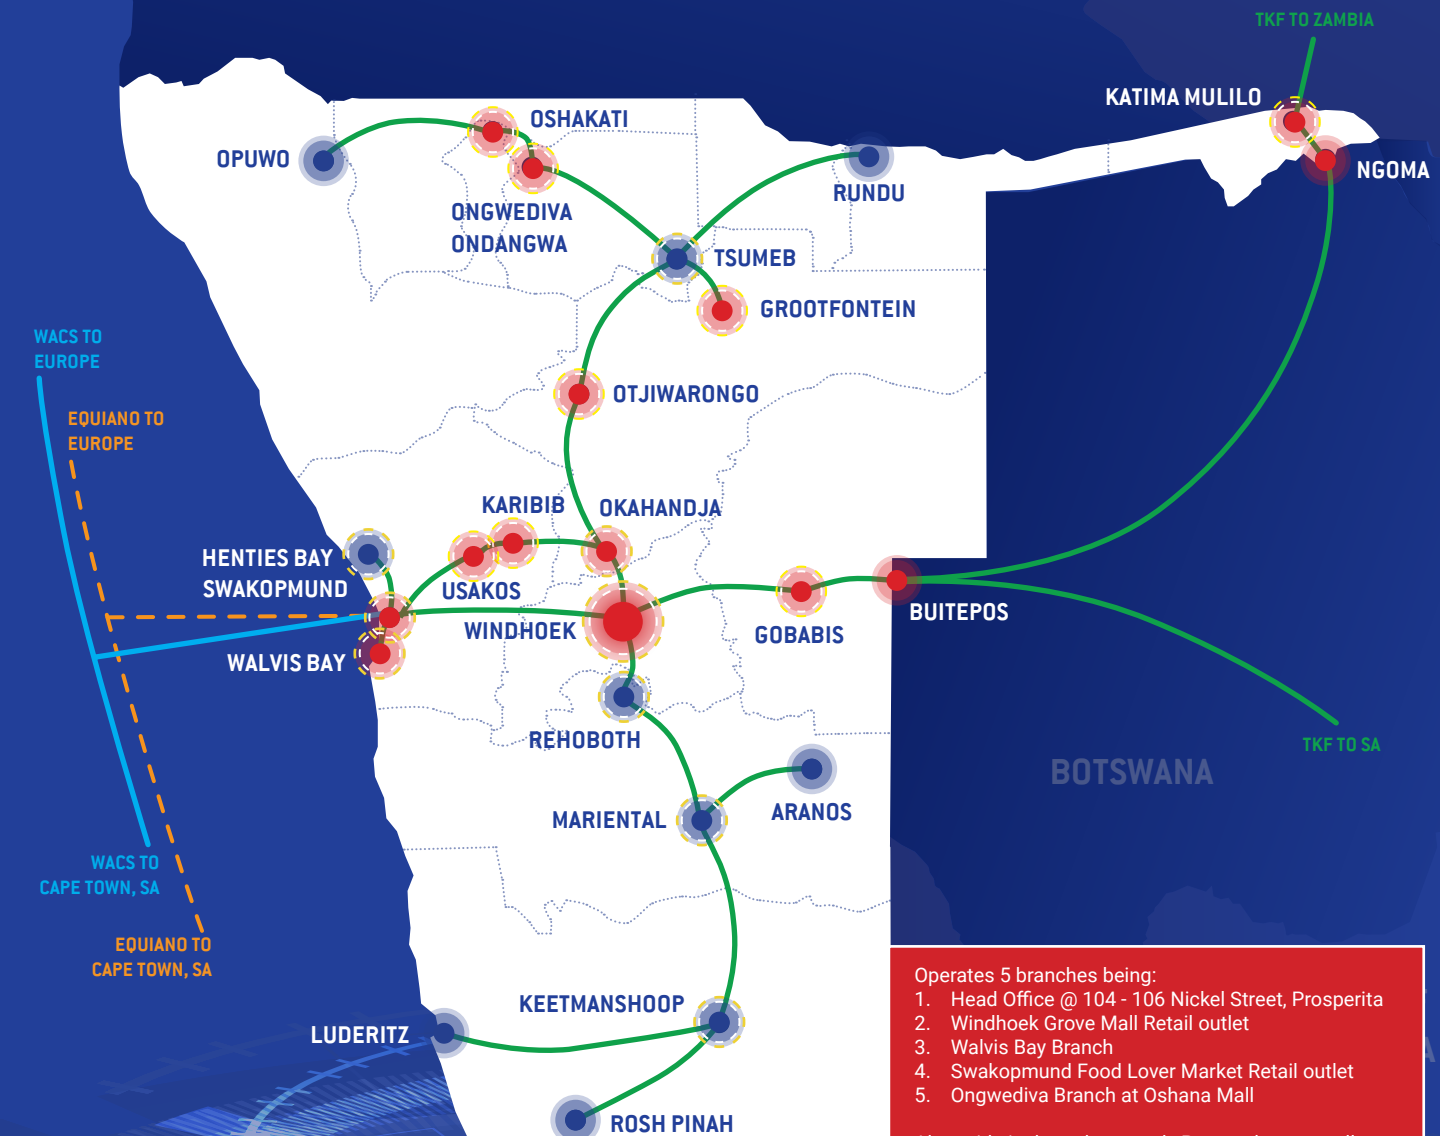 TKF TO ZAMBIA
KATIMA MULILO
NGOMA
OSHAKATI
OPUWO
RUNDU
ONGWEDIVA
ONDANGWA
TSUMEB
GROOTFONTEIN
WACS TO
EUROPE
EQUIANO TO
EUROPE
OTJIWARONGO
KARIBIB
OKAHANDJA
HENTIES BAY
SWAKOPMUND
USAKOS
WINDHOEK
GOBABIS
BUITEPOS
WALVIS BAY
REHOBOTH
TKF TO SA
BOTSWANA
MARIENTAL
ARANOS
WACS TO
CAPE TOWN, SA
EQUIANO TO
CAPE TOWN, SA
KEETMANSHOOP
LUDERITZ
ROSH PINAH
Operates 5 branches being:
1. Head Office @ 104 - 106 Nickel Street, Prosperita
2. Windhoek Grove Mall Retail outlet
3. Walvis Bay Branch
4. Swakopmund Food Lover Market Retail outlet
5. Ongwediva Branch at Oshana Mall